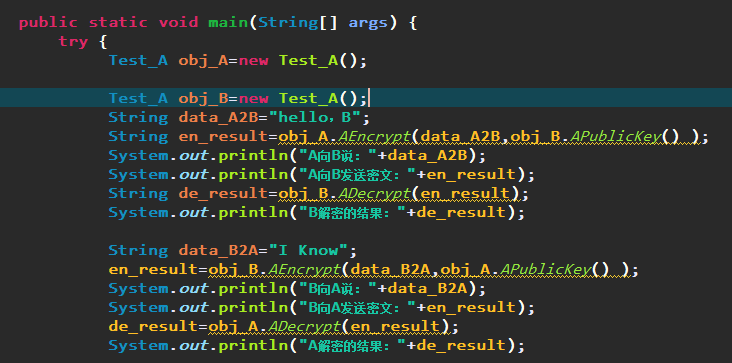 public static void main(String[] args) {
try {
Test_A obj_A=new Test_A();
Test_A obj_B=new Test_A();
String data_A2B="hello，B";
String en_result=obj_A.AEncrypt(data_A2B,obj_B.APublicKey() );
System.out.println("A向B说："+data_A2B);
System.out.println("A向B发送密文："+en_result);
String de_result=obj_B.ADecrypt(en_result);
System.out.println("B解密的结果："+de_result);
String data_B2A="I Know";
en_result=obj_B.AEncrypt(data_B2A,obj_A.APublicKey() );
System.out.println("B向A说："+data_B2A);
System.out.println("B向A发送密文："+en_result);
de_result=obj_A.ADecrypt(en_result);
System.out.println("A解密的结果："+de_result);